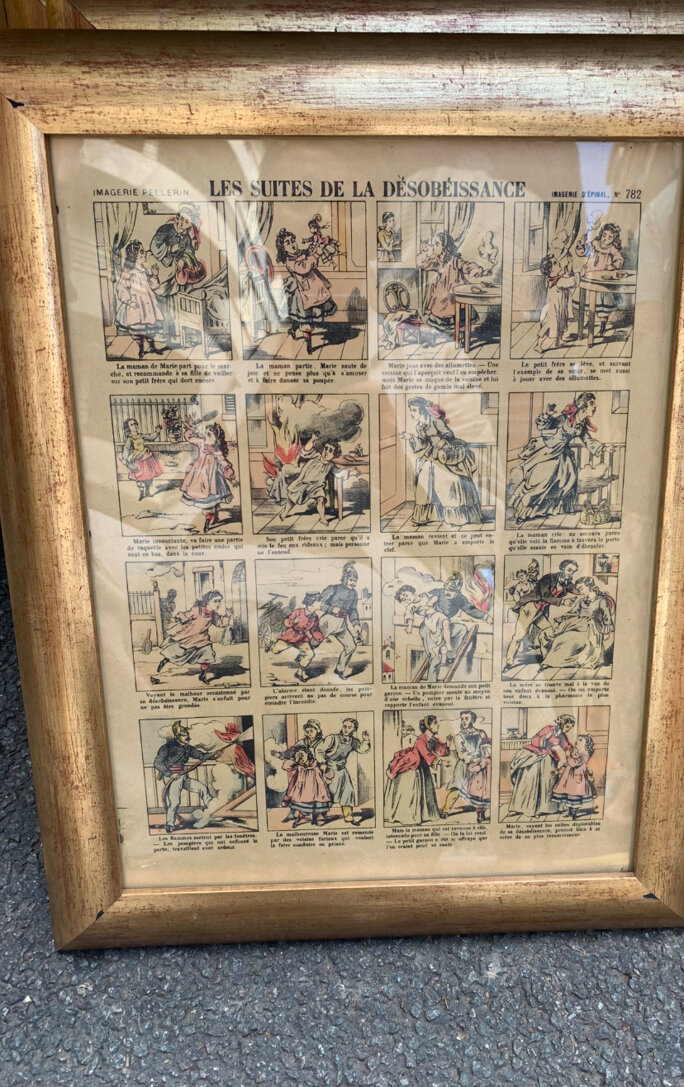 IMAGERIE PELLERIN
LES SUITES DE LA DÉSOBÉISSANCE
IMAGERIE D'ÉPINAL, Nº 782
La maman de Marie part pour le mar-
ché, et recommande à sa fille de veiller
sur son petit frère qui dort encore
La maman partie, Marie saute de
joie et ne pense plus qu'à s'amuser
et à faire danser sa poupée.
Marie joue avec des allumettes. — Une
voisine qui l'aperçoit veut l'en empêcher,
mais Marie se moque de la voisine et lui
fait des gestes de gamin mal élevé.
Le petit frère se lève, et suivant
l'exemple de sa sœur, se met aussi
à jouer avec des allumettes.
Marie insouciante, va faire une partie
de raquette avec les petites amies qui
sont en bas, dans la cour.
Son petit frère crie parce qu'il a
mis le feu aux rideaux ; mais personne
ne l'entend.
La maman revient et ne peut en-
trer parce que Marie a emporté la
clef.
La maman crie: au secours parce
qu'elle voit la flamme à travers la porte
qu'elle essaie en vain d'ébranler.
Voyant le malheur occasionné par
sa désobéissance, Marie s'enfuit pour
ne pas être grondée.
L'alarme étant donnée, les pom-
piers arrivent au pas de course pour
éteindre l'incendie.
La maman de Marie demande son petit
garçon. — Un pompier monte au moyen
d'une échelle, entre par la fenêtre et
rapporte l'enfant évanoui
La mère se trouve mal à la vue de
son enfant évanoui. — On les emporte
tous deux à la pharmacie la plus
voisine.
Les flammes sortent par les fenêtres.
— Les pompiers qui ont enfoncé la
porte, travaillent avec ardeur.
La malheureuse Marie est ramenée
par des voisins furieux qui veulent
la faire conduire en prison.
Mais la maman qui est revenue à elle,
intercède pour sa fille. — On la lui rend
— Le petit garçon a été si
l'on craint pour sa santé.
Marie, voyant les suites déplorables
de sa désobéissance, promet bien à sa
mère de ne plus recommencer.